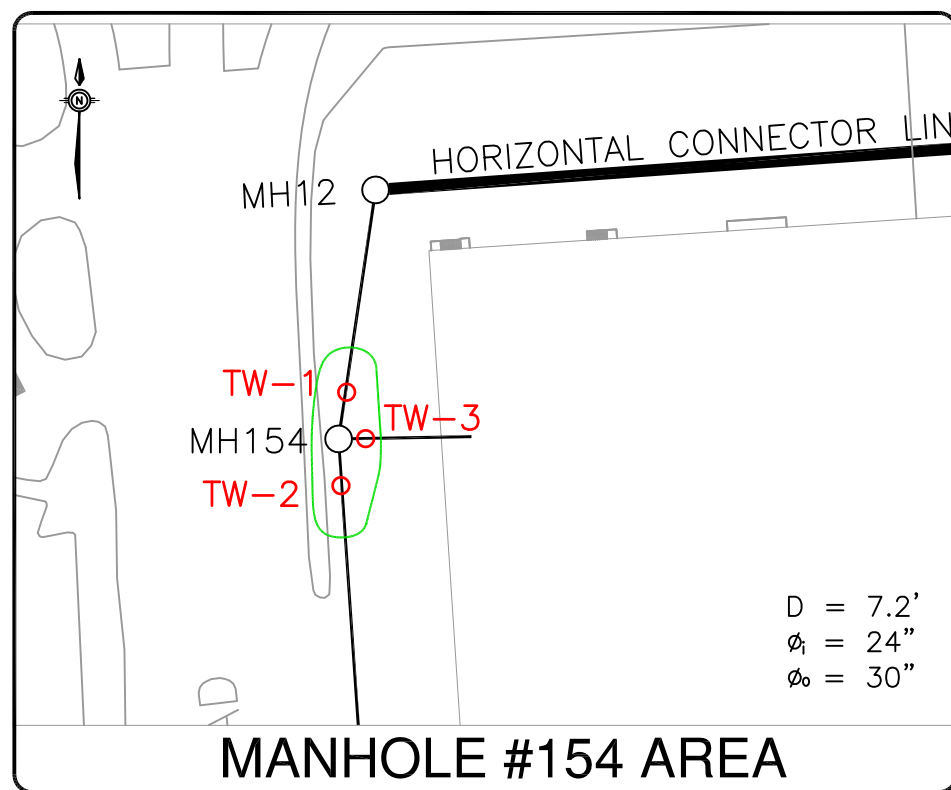 N
HORIZONTAL CONNECTOR LIN
MH12
TW-1
TW-3
MH154
TW-2
D = 7.2'
øi = 24"
øo = 30"
MANHOLE #154 AREA